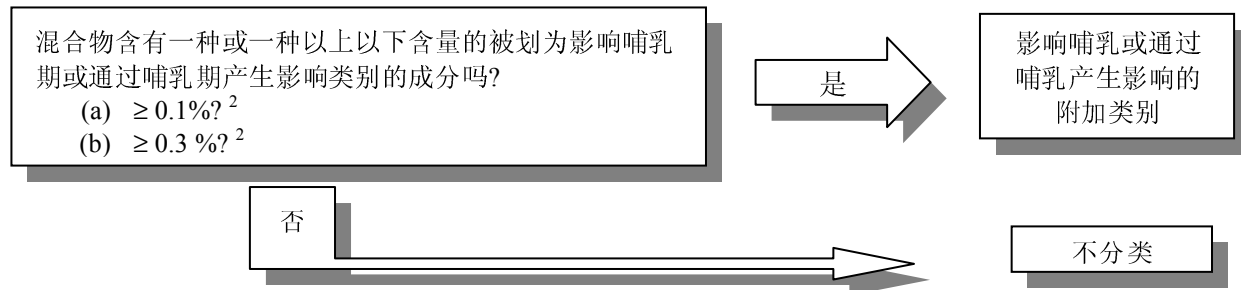 混合物含有一种或一种以上以下含量的被划为影响哺乳
期或通过哺乳期产生影响类别的成分吗?
(a) ≥ 0.1%? 2
(b) ≥ 0.3 %? 2
是
影响哺乳或通过
哺乳产生影响的
附加类别
否
不分类